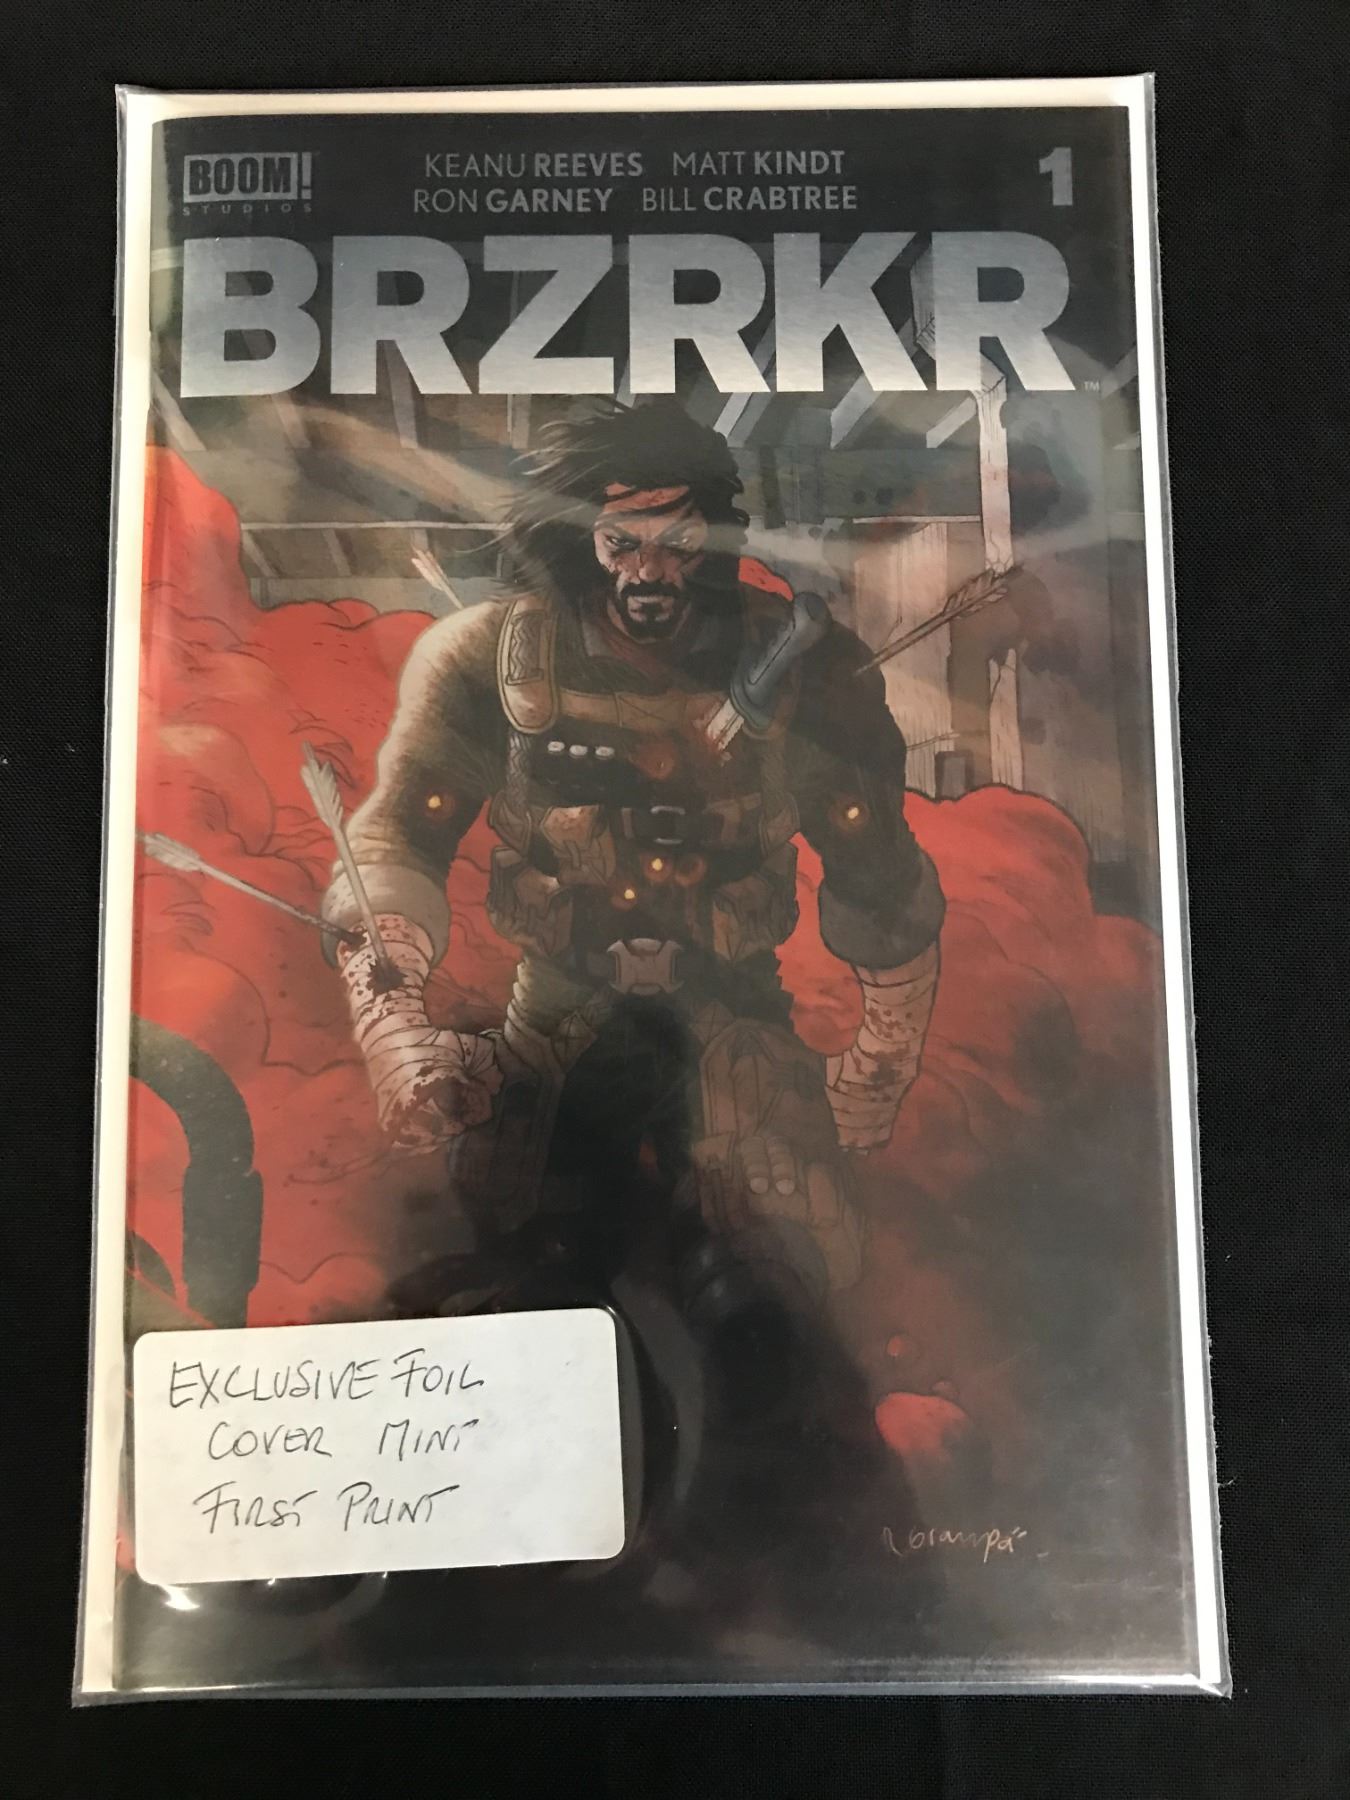 BOOM!
STUDIOS
KEANU REEVES MATT KINDT
RON GARNEY BILL CRABTREE
1
BRZRKR
TM
EXCLUSIVE FOIL
COVER MINT
FIRST PRINT
R Grampá